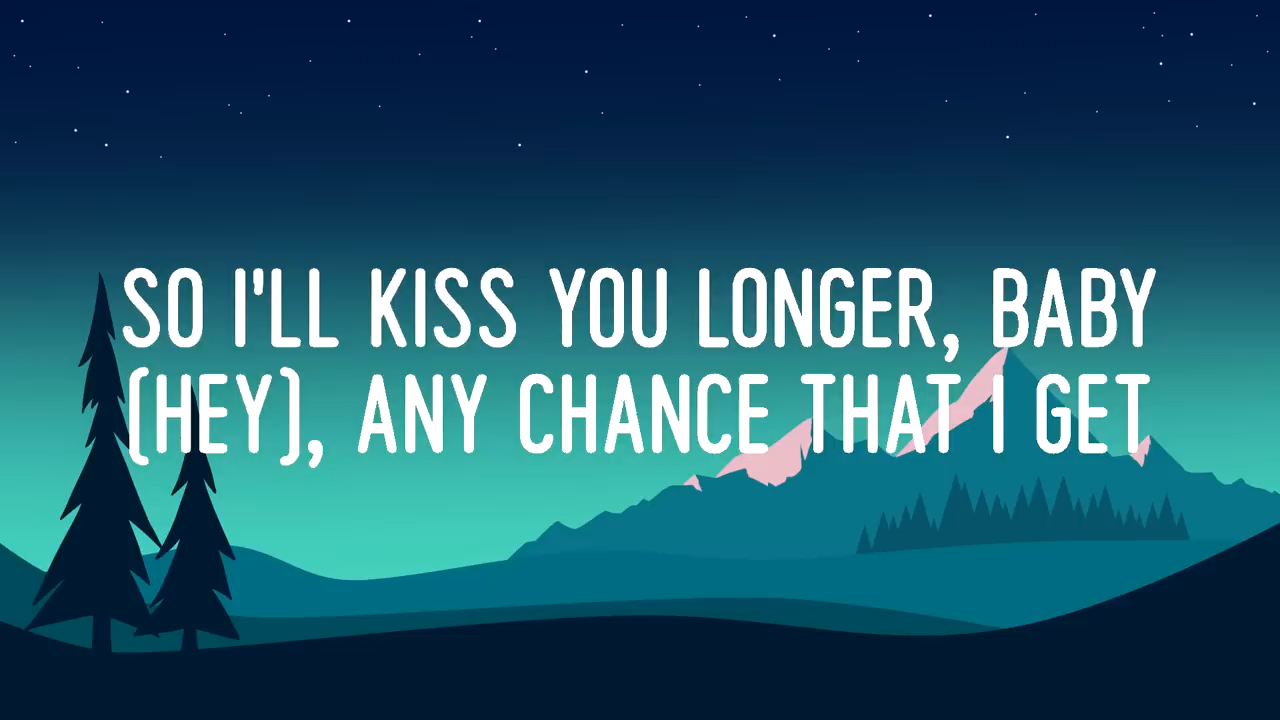 SO I'LL KISS YOU LONGER, BABY
(HEY), ANY CHANCE THAT I GET